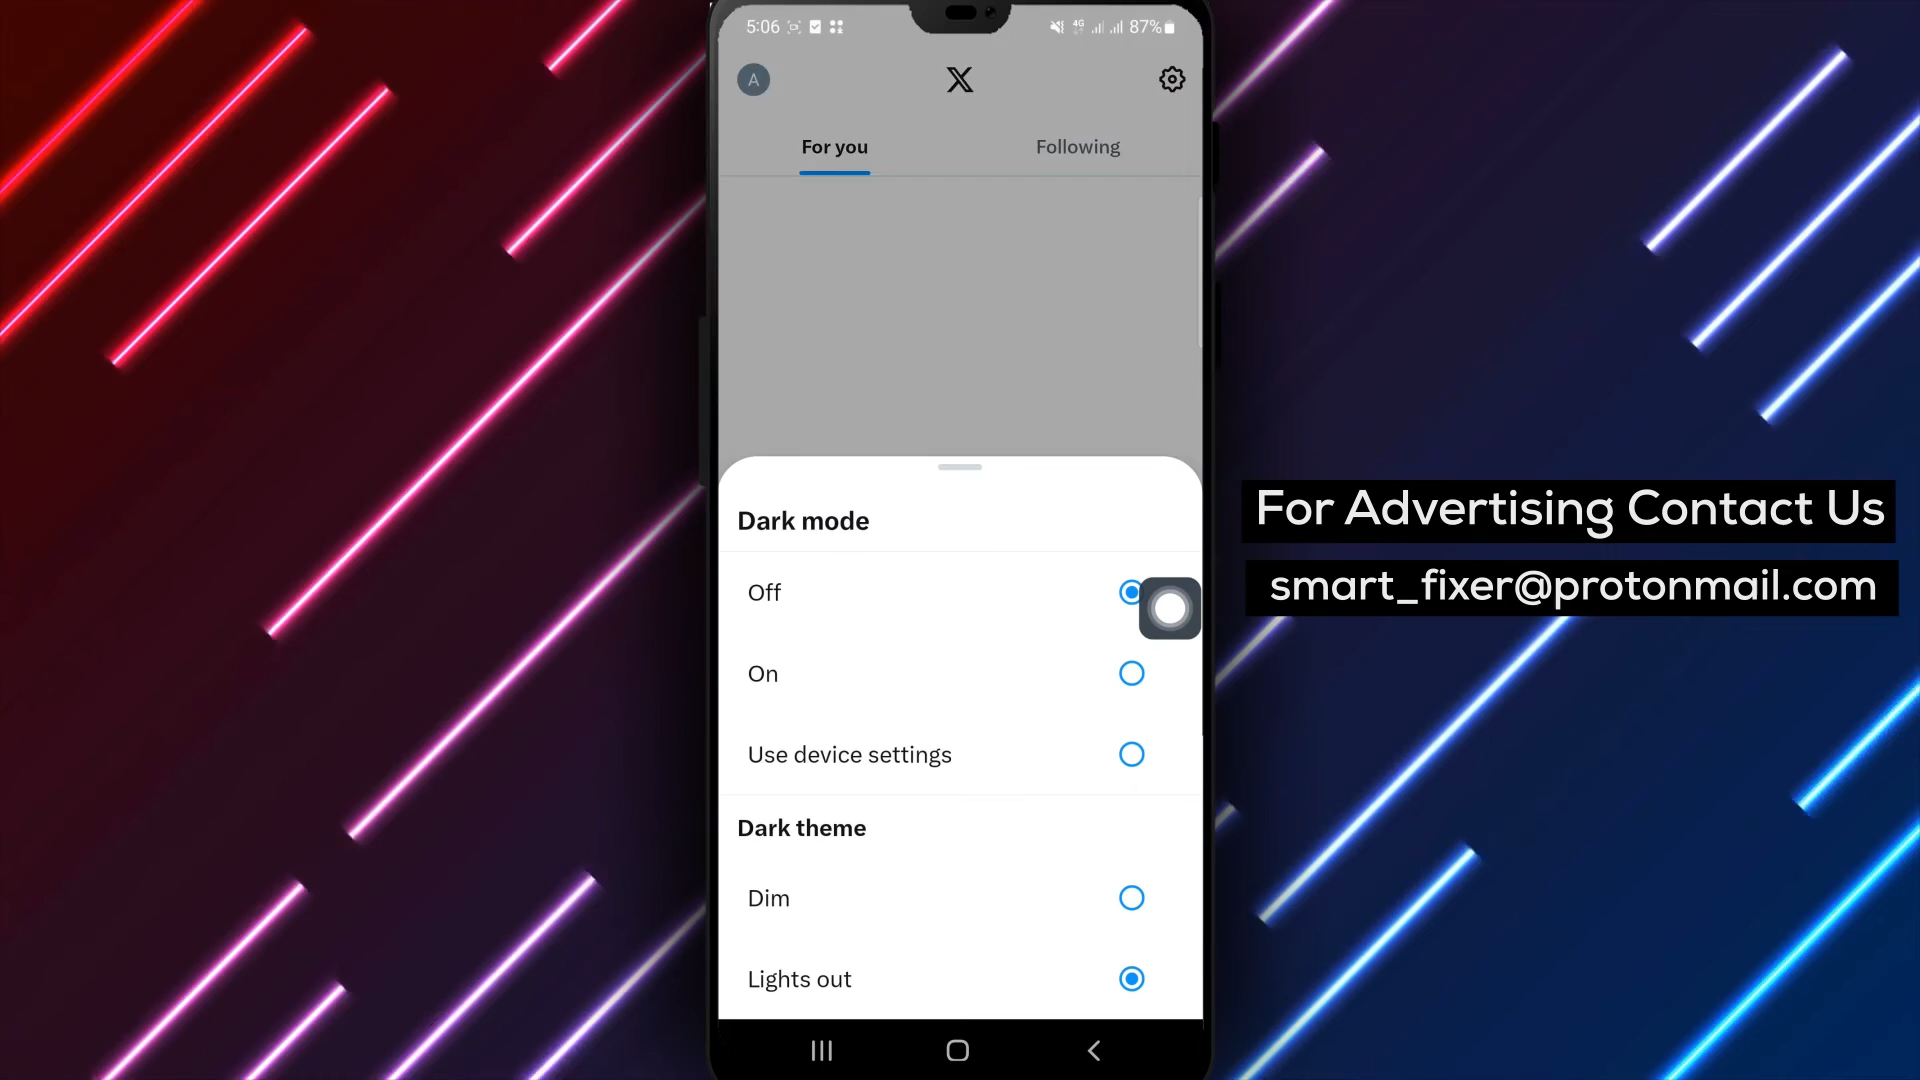 5:06
4G
87%
A
X
For you
Following
Dark mode
Off
On
Use device settings
Dark theme
Dim
Lights out
For Advertising Contact Us
smart_fixer@protonmail.com